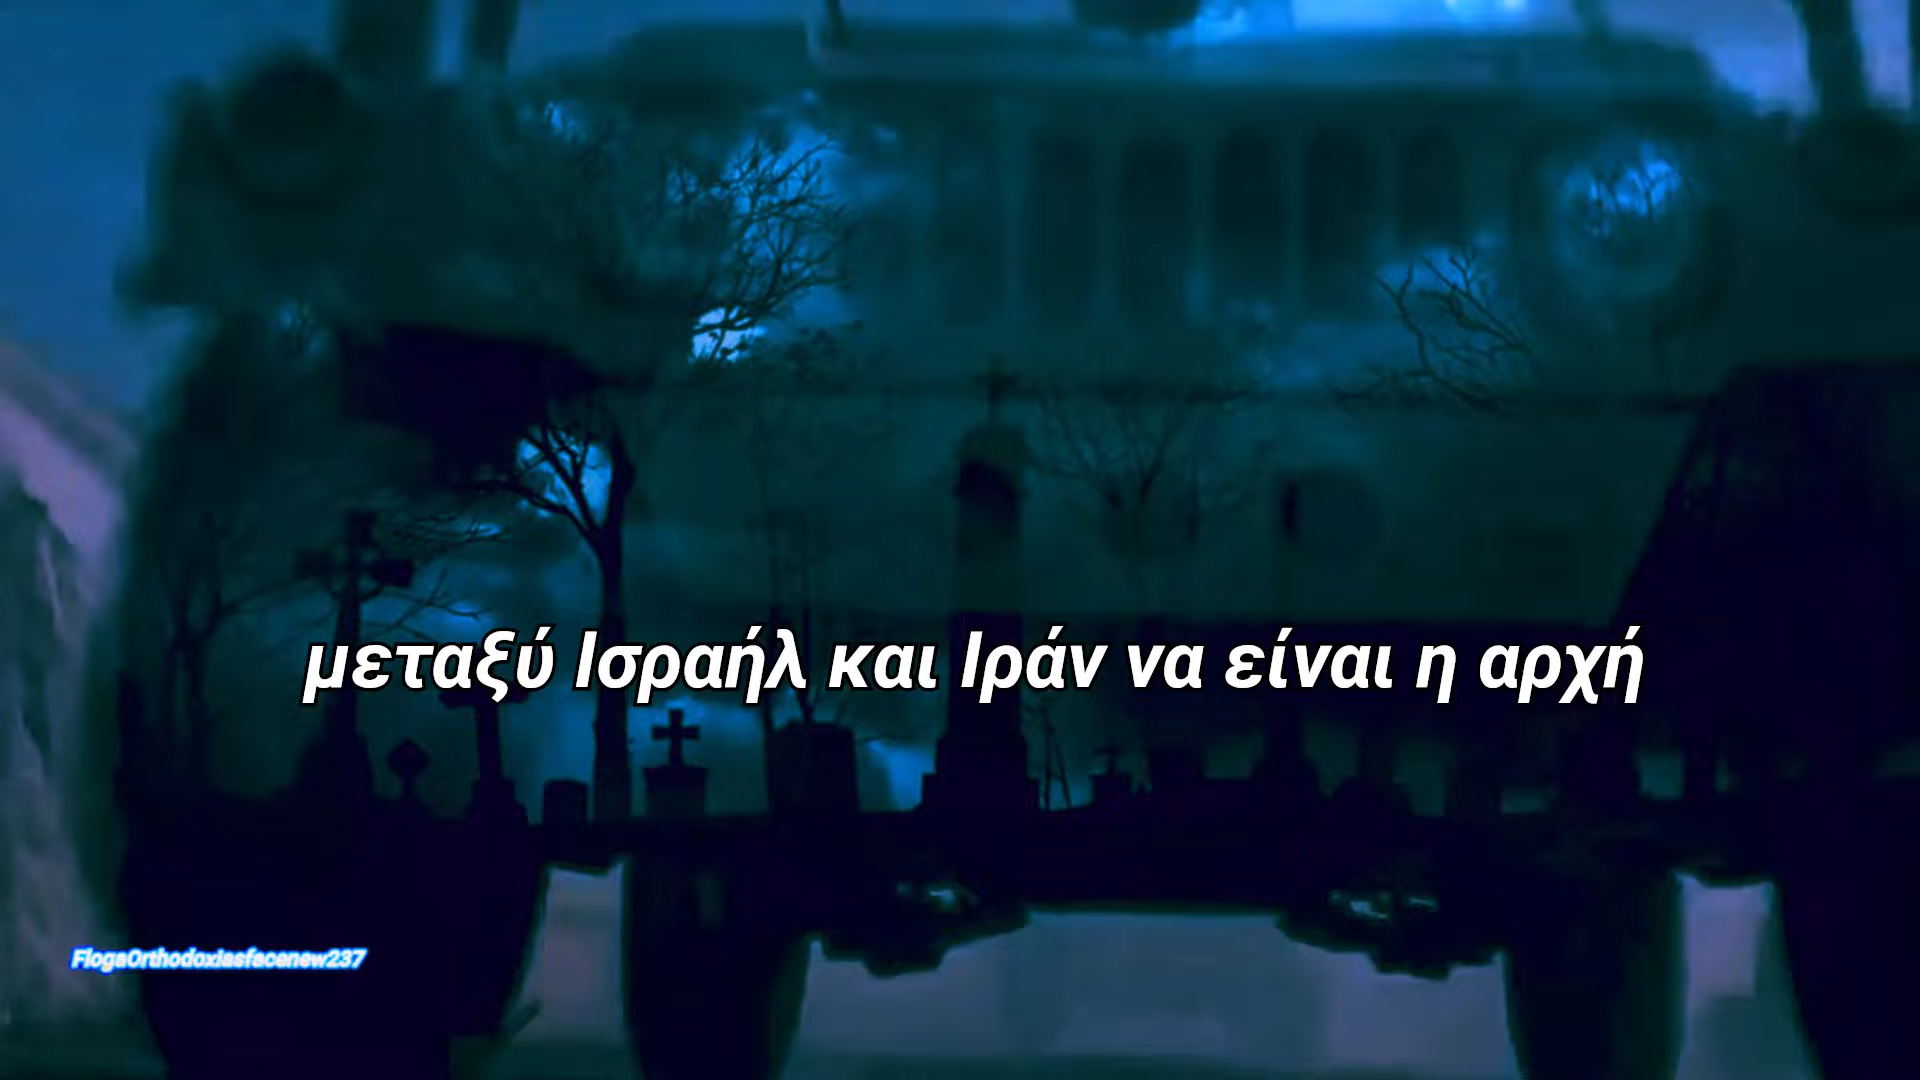 μεταξύ Ισραήλ και Ιράν να είναι η αρχή
FlogaOrthodoxiasfacenew237